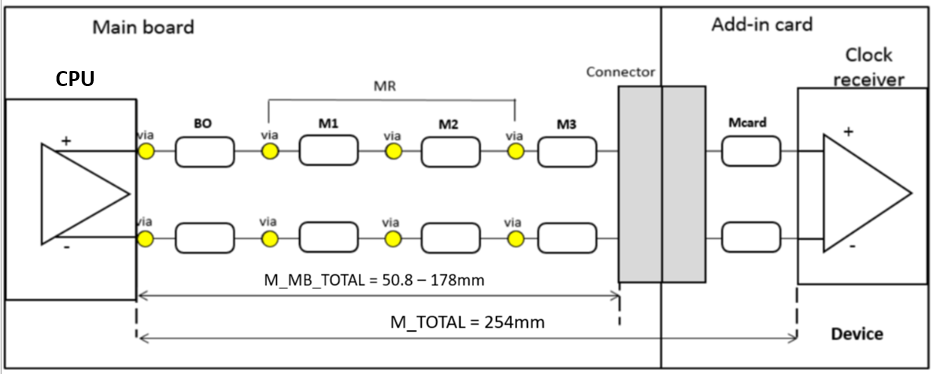 Main board
Add-in card
CPU
Clock
receiver
Connector
MR
via
BO
via
M1
via
M2
via
M3
Mcard
+
+
-
-
via
via
via
via
M_MB_TOTAL = 50.8 – 178mm
M_TOTAL = 254mm
Device